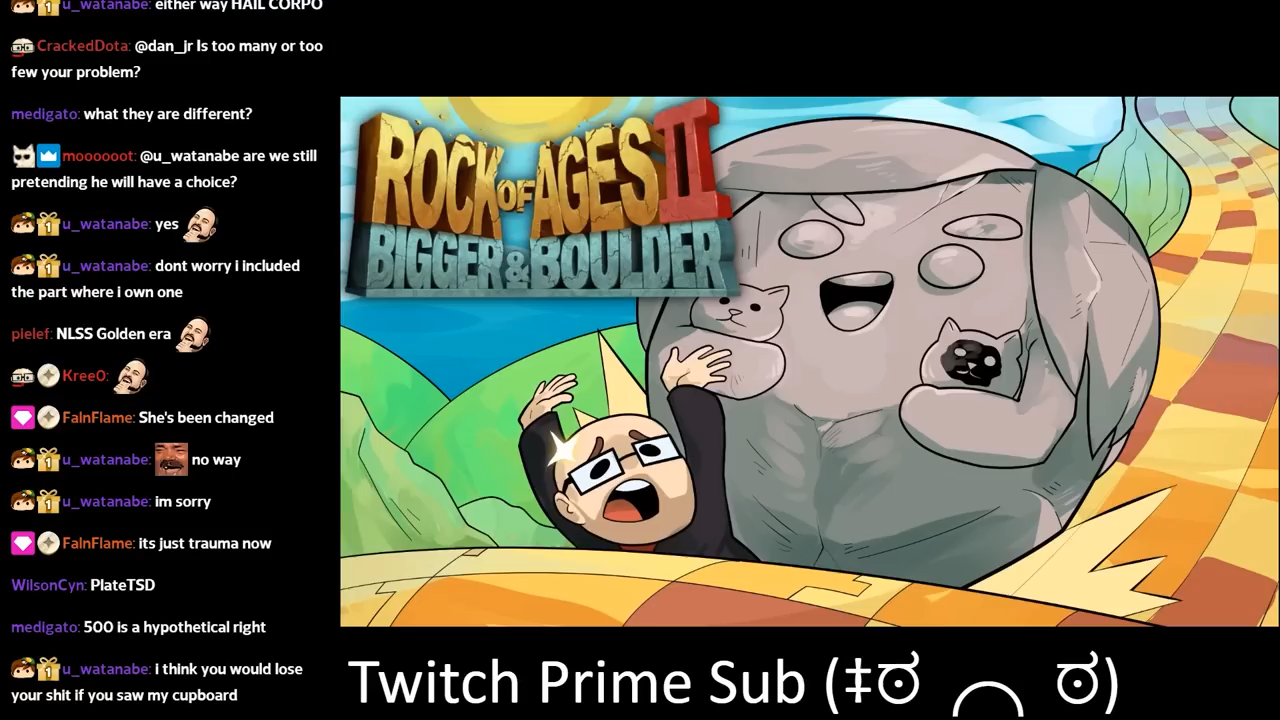 u_watanabe: either way HAIL CORPO
CrackedDota: @dan_jr Is too many or too
few your problem?
medigato: what they are different?
moooooot: @u_watanabe are we still
pretending he will have a choice?
u_watanabe: yes
u_watanabe: dont worry i included
the part where i own one
pielef: NLSS Golden era
Kree0:
FalnFlame: She's been changed
u_watanabe: no way
u_watanabe: im sorry
FalnFlame: its just trauma now
WilsonCyn: PlateTSD
medigato: 500 is a hypothetical right
u_watanabe: i think you would lose
your shit if you saw my cupboard
ROCK OF AGES II
BIGGER & BOULDER
Twitch Prime Sub (‡ಠ ╭╮ ಠ)